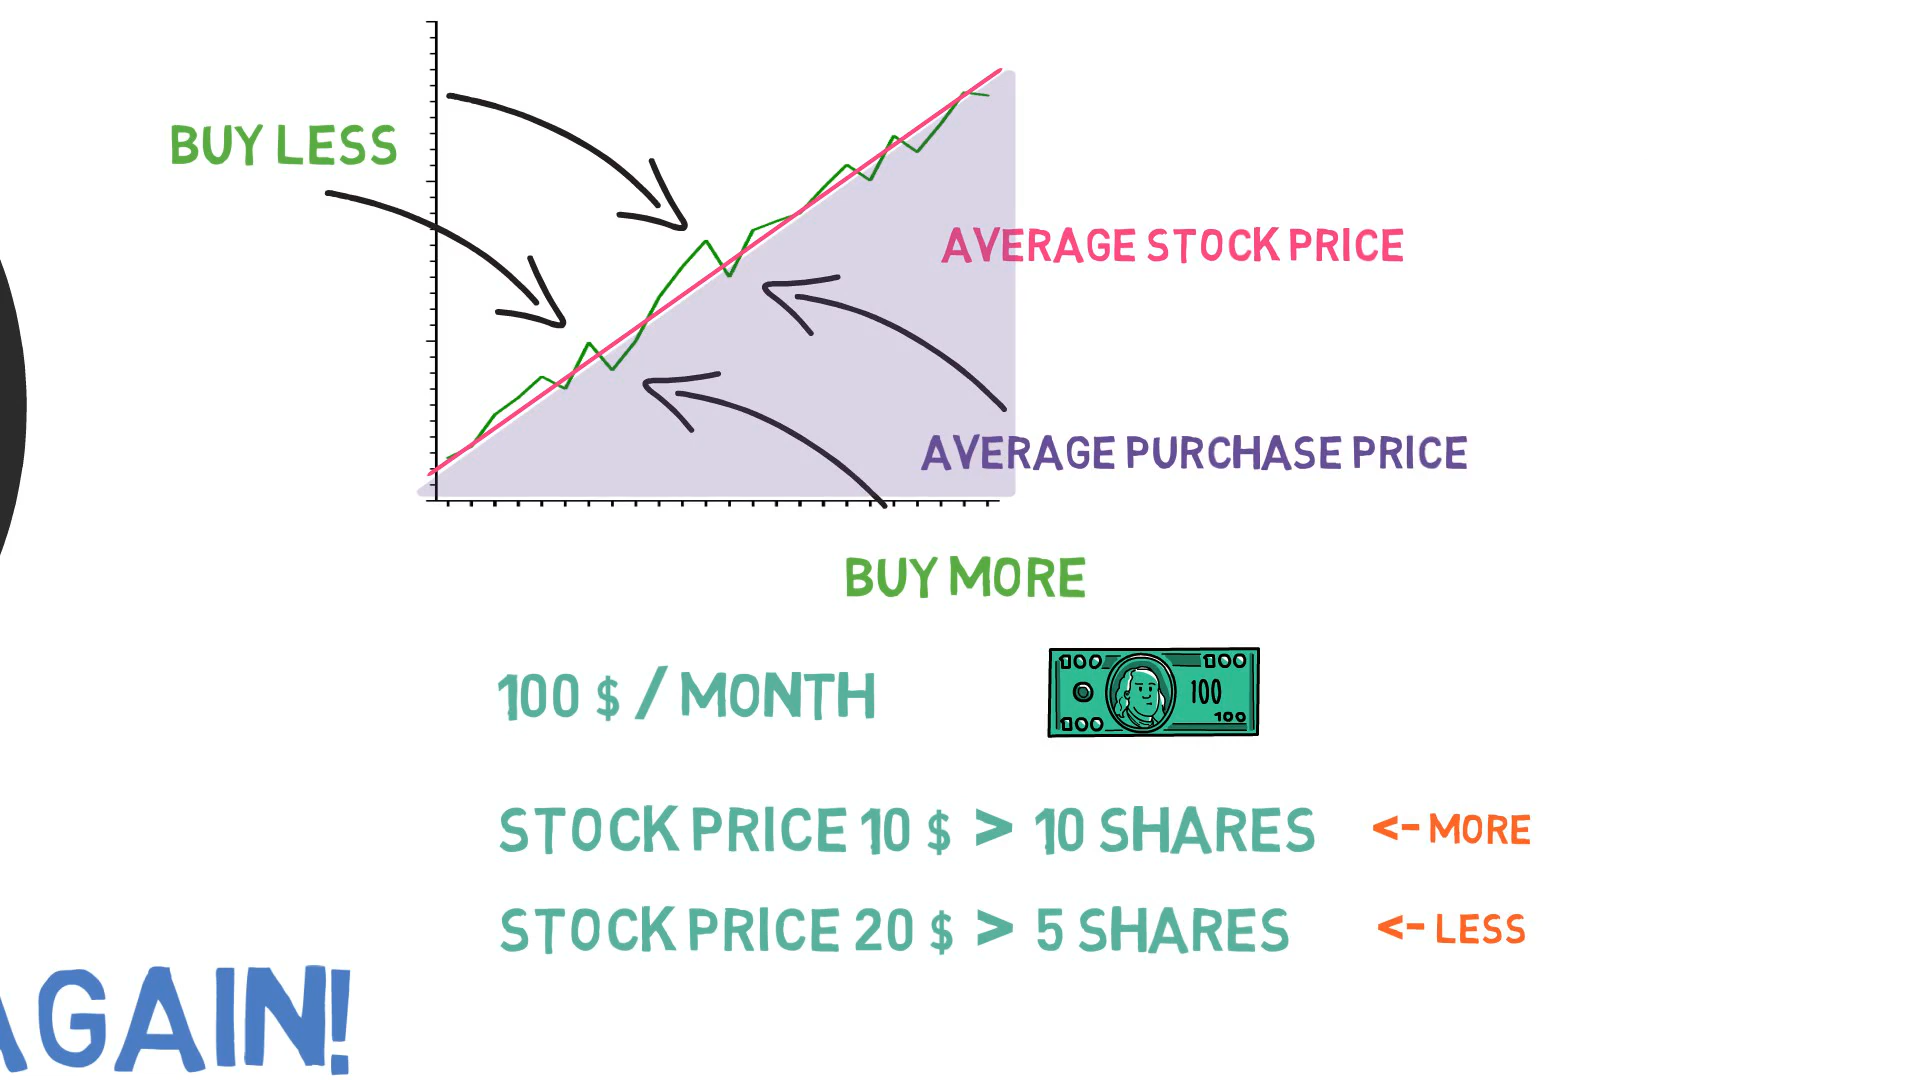 BUY LESS
AVERAGE STOCK PRICE
AVERAGE PURCHASE PRICE
BUY MORE
100 $ / MONTH
100 100
100
100 100
STOCK PRICE 10 $ > 10 SHARES <- MORE
STOCK PRICE 20 $ > 5 SHARES <- LESS
AGAIN!